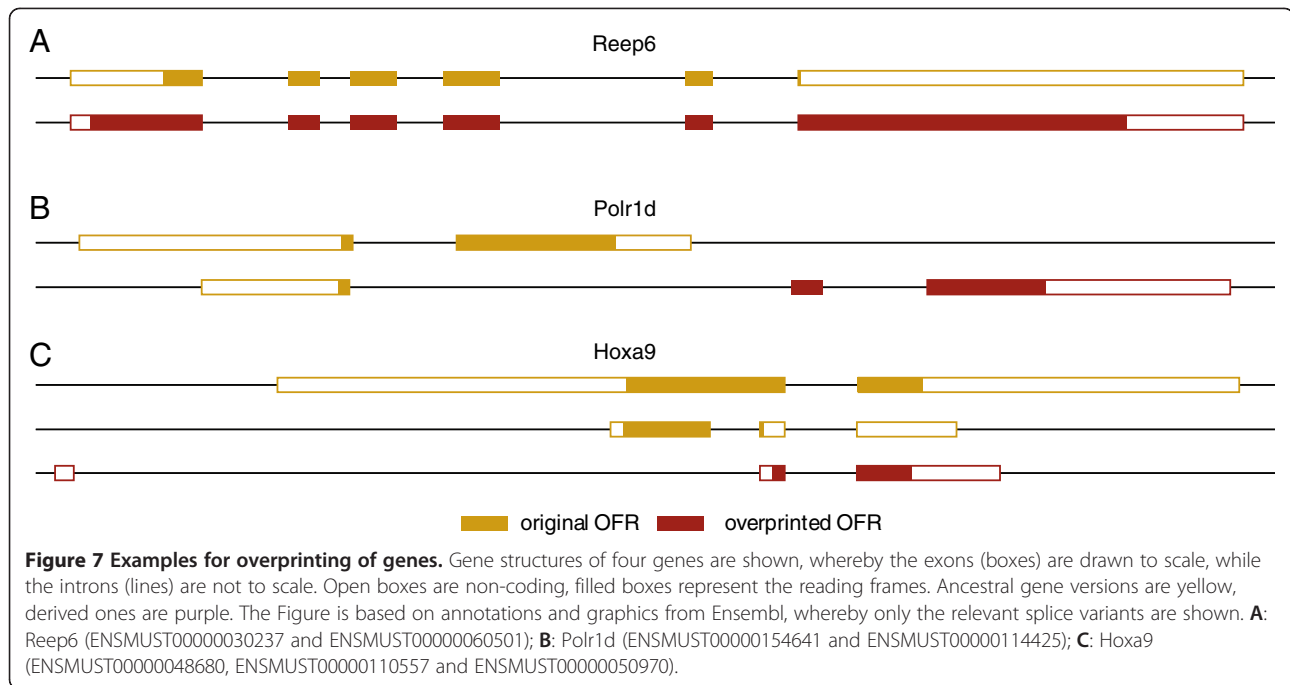 A
Reep6
B
Polr1d
C
Hoxa9
original OFR overprinted OFR
Figure 7 Examples for overprinting of genes. Gene structures of four genes are shown, whereby the exons (boxes) are drawn to scale, while
the introns (lines) are not to scale. Open boxes are non-coding, filled boxes represent the reading frames. Ancestral gene versions are yellow,
derived ones are purple. The Figure is based on annotations and graphics from Ensembl, whereby only the relevant splice variants are shown. A:
Reep6 (ENSMUST00000030237 and ENSMUST00000060501); B: Polr1d (ENSMUST00000154641 and ENSMUST00000114425); C: Hoxa9
(ENSMUST00000048680, ENSMUST00000110557 and ENSMUST00000050970).